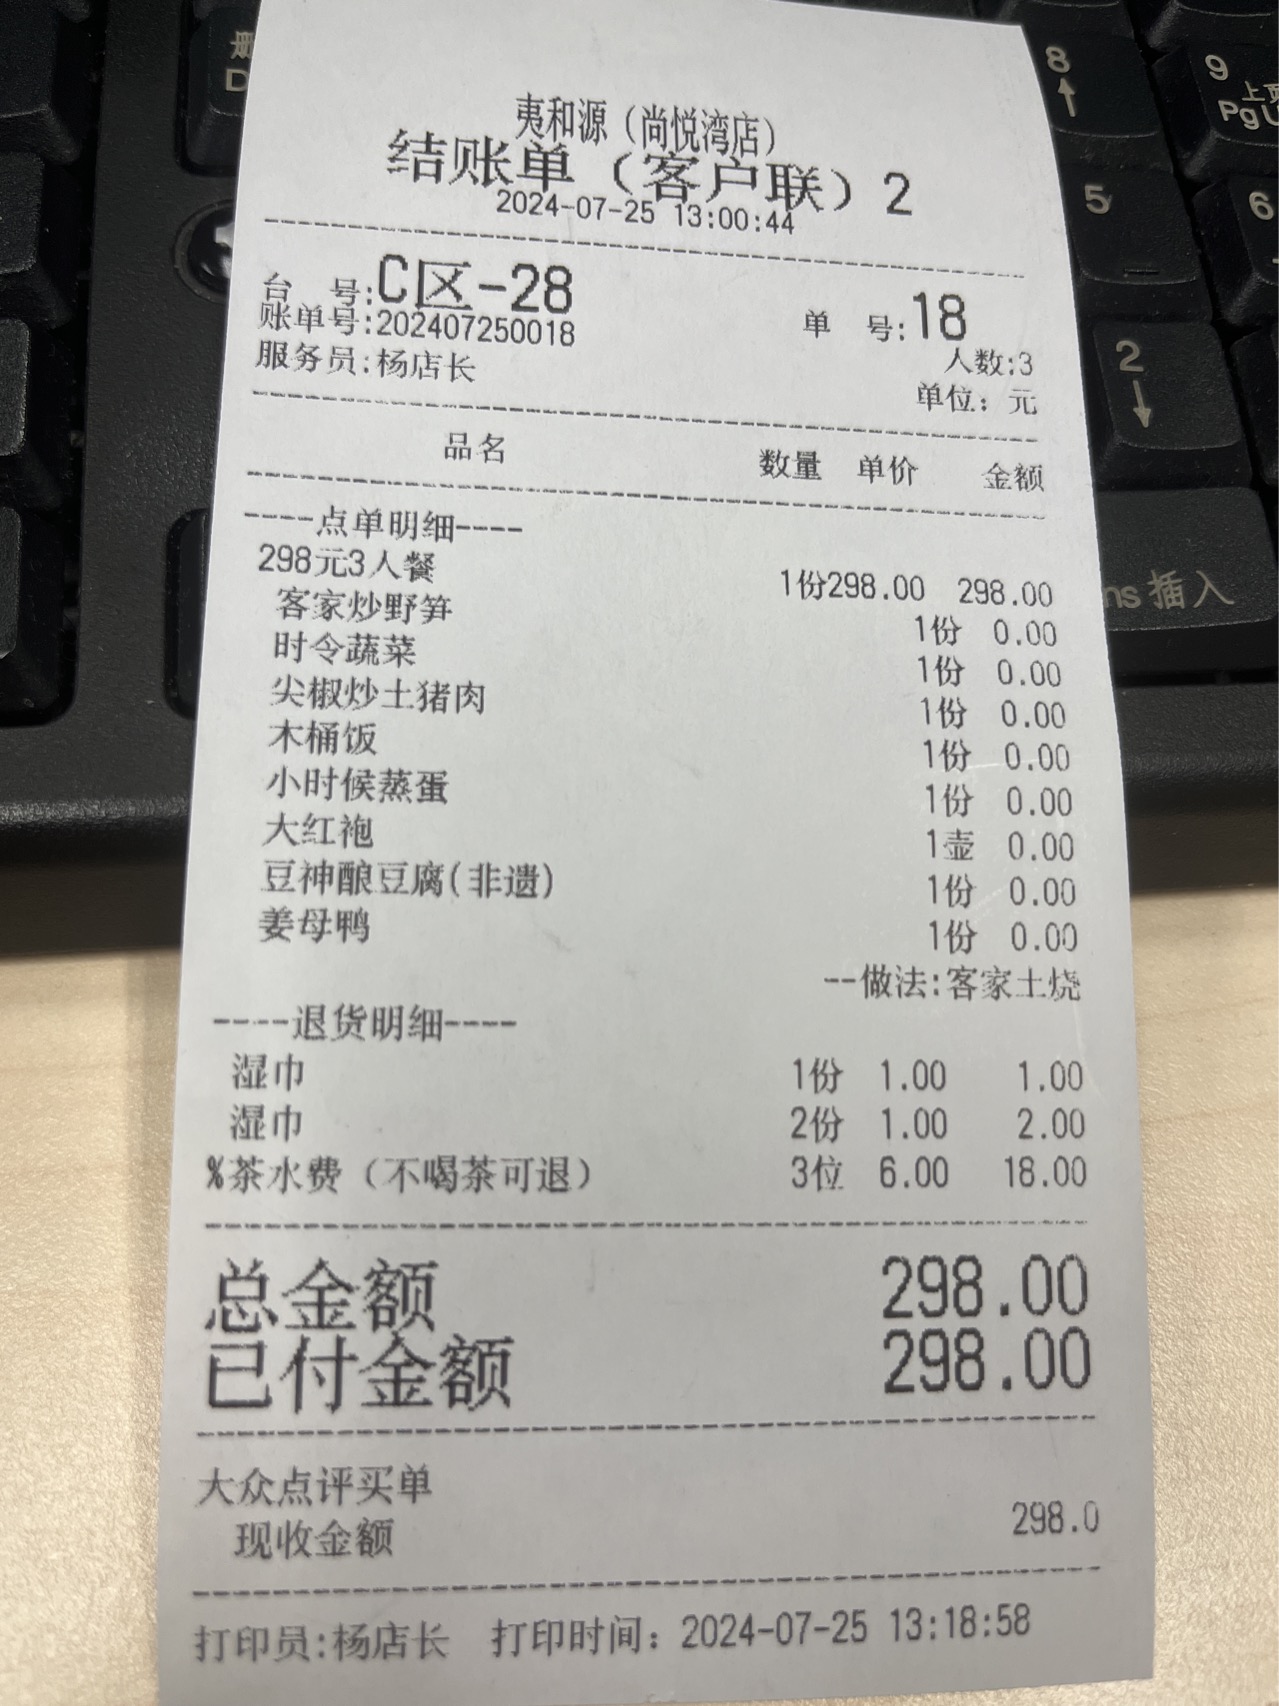 夷和源（尚悦湾店）
结账单（客户联）2
2024-07-25 13:00:44
台 号:C区-28 单 号:18
账单号:202407250018
服务员:杨店长 人数:3
单位：元
品名 数量 单价 金额
----点单明细----
298元3人餐 1份298.00 298.00
客家炒野笋 1份 0.00
时令蔬菜 1份 0.00
尖椒炒土猪肉 1份 0.00
木桶饭 1份 0.00
小时候蒸蛋 1份 0.00
大红袍 1壶 0.00
豆神酿豆腐(非遗) 1份 0.00
姜母鸭 1份 0.00
--做法:客家土烧
----退货明细----
湿巾 1份 1.00 1.00
湿巾 2份 1.00 2.00
%茶水费（不喝茶可退） 3位 6.00 18.00
总金额 298.00
已付金额 298.00
大众点评买单
现收金额 298.0
打印员:杨店长 打印时间：2024-07-25 13:18:58
8
↑
9
5
6
2
↓
Ins 插入